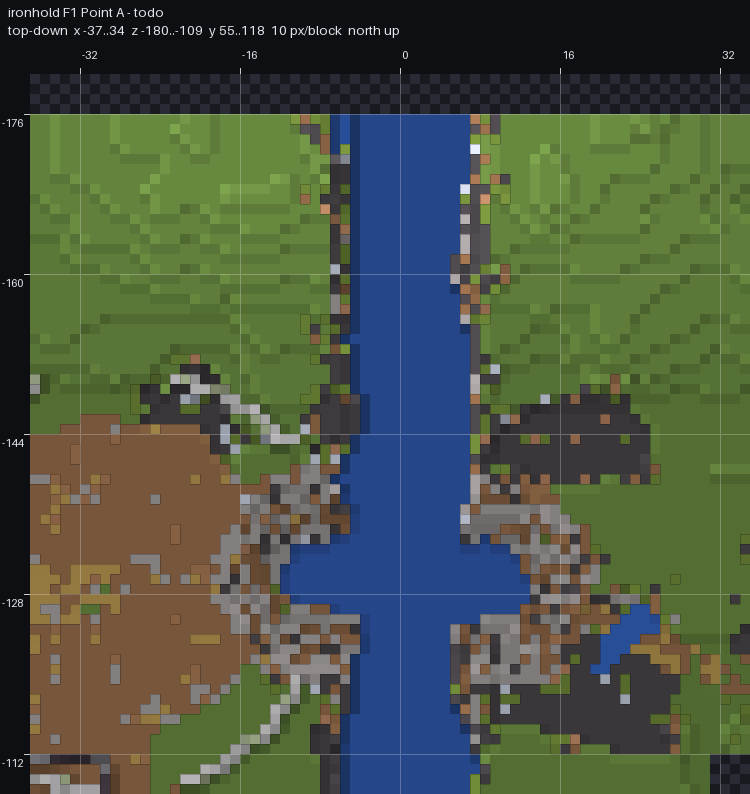 ironhold F1 Point A - todo
top-down x -37..34 z -180..-109 y 55..118 10 px/block north up
-32 -16 0 16 32
-176
-160
-144
-128
-112